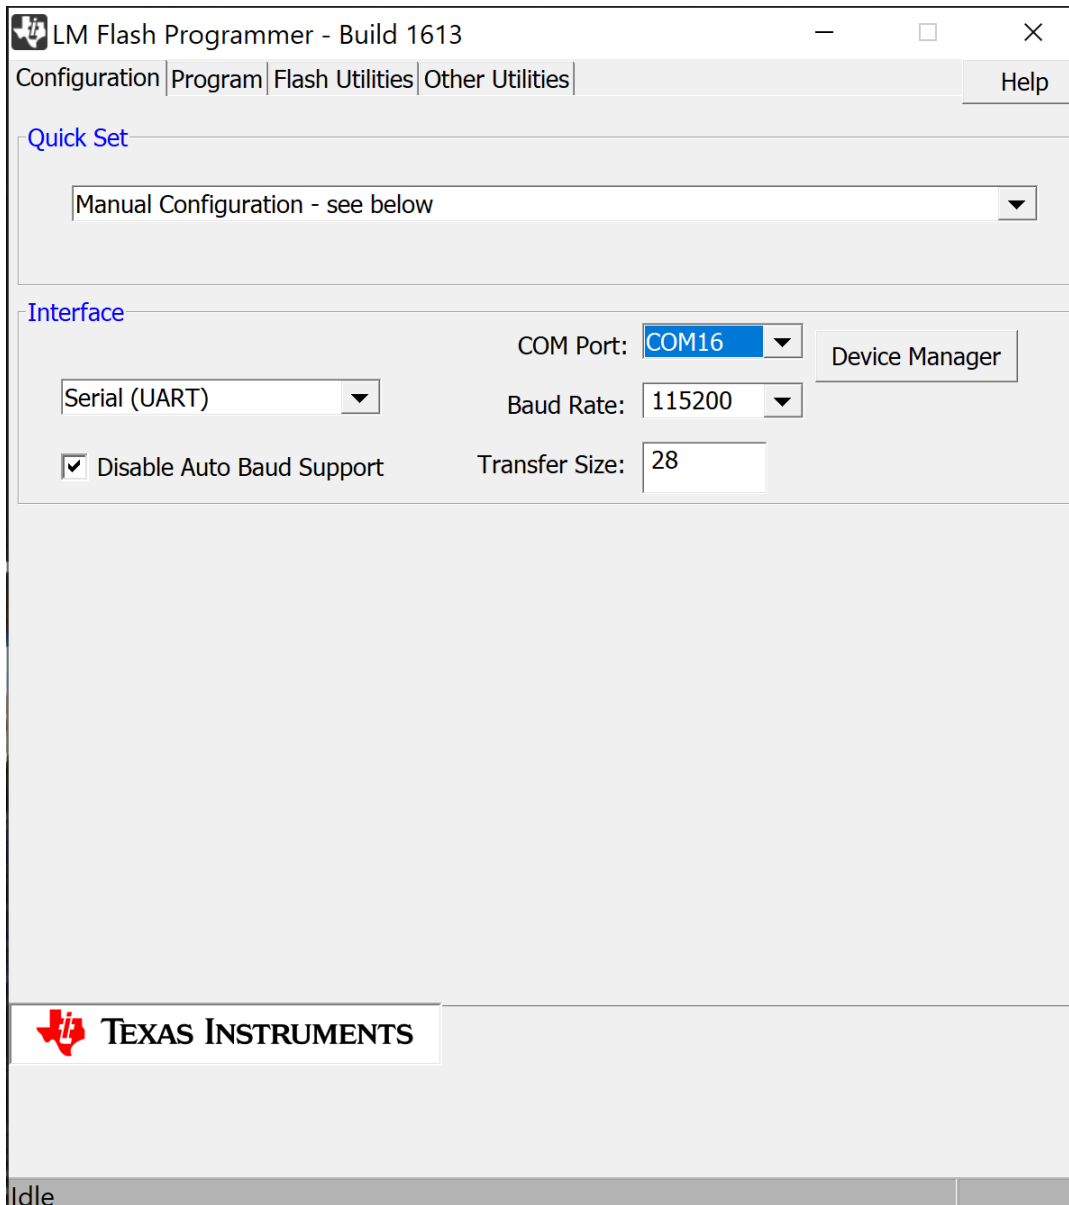 LM Flash Programmer - Build 1613
Configuration Program Flash Utilities Other Utilities Help
Quick Set
Manual Configuration - see below
Interface
COM Port: COM16 Device Manager
Serial (UART)
Baud Rate: 115200
Disable Auto Baud Support
Transfer Size: 28
TEXAS INSTRUMENTS
Idle